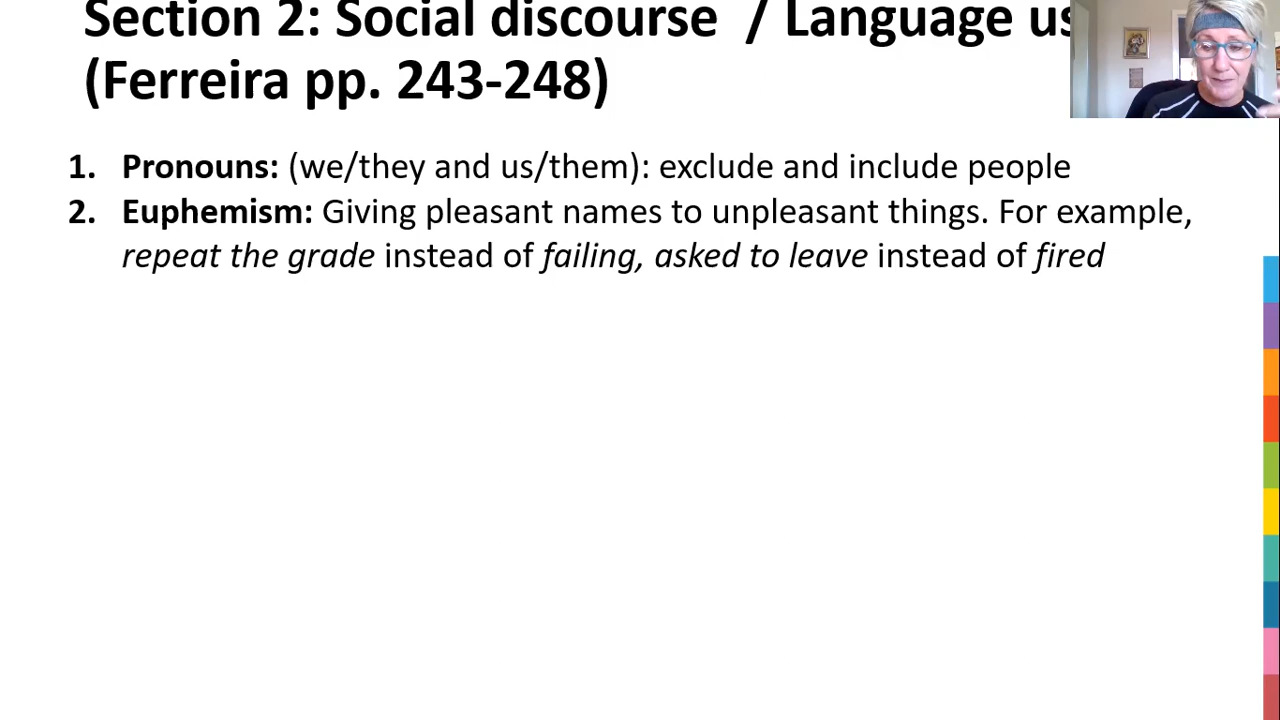 Section 2: Social discourse / Language
(Ferreira pp. 243-248)
1. Pronouns: (we/they and us/them): exclude and include people
2. Euphemism: Giving pleasant names to unpleasant things. For example,
repeat the grade instead of failing, asked to leave instead of fired